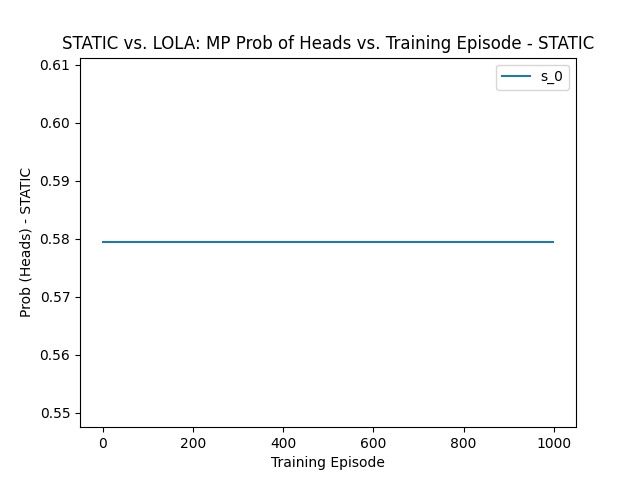 STATIC vs. LOLA: MP Prob of Heads vs. Training Episode - STATIC
s_0
0.61
0.60
0.59
0.58
0.57
0.56
0.55
Prob (Heads) - STATIC
0 200 400 600 800 1000
Training Episode